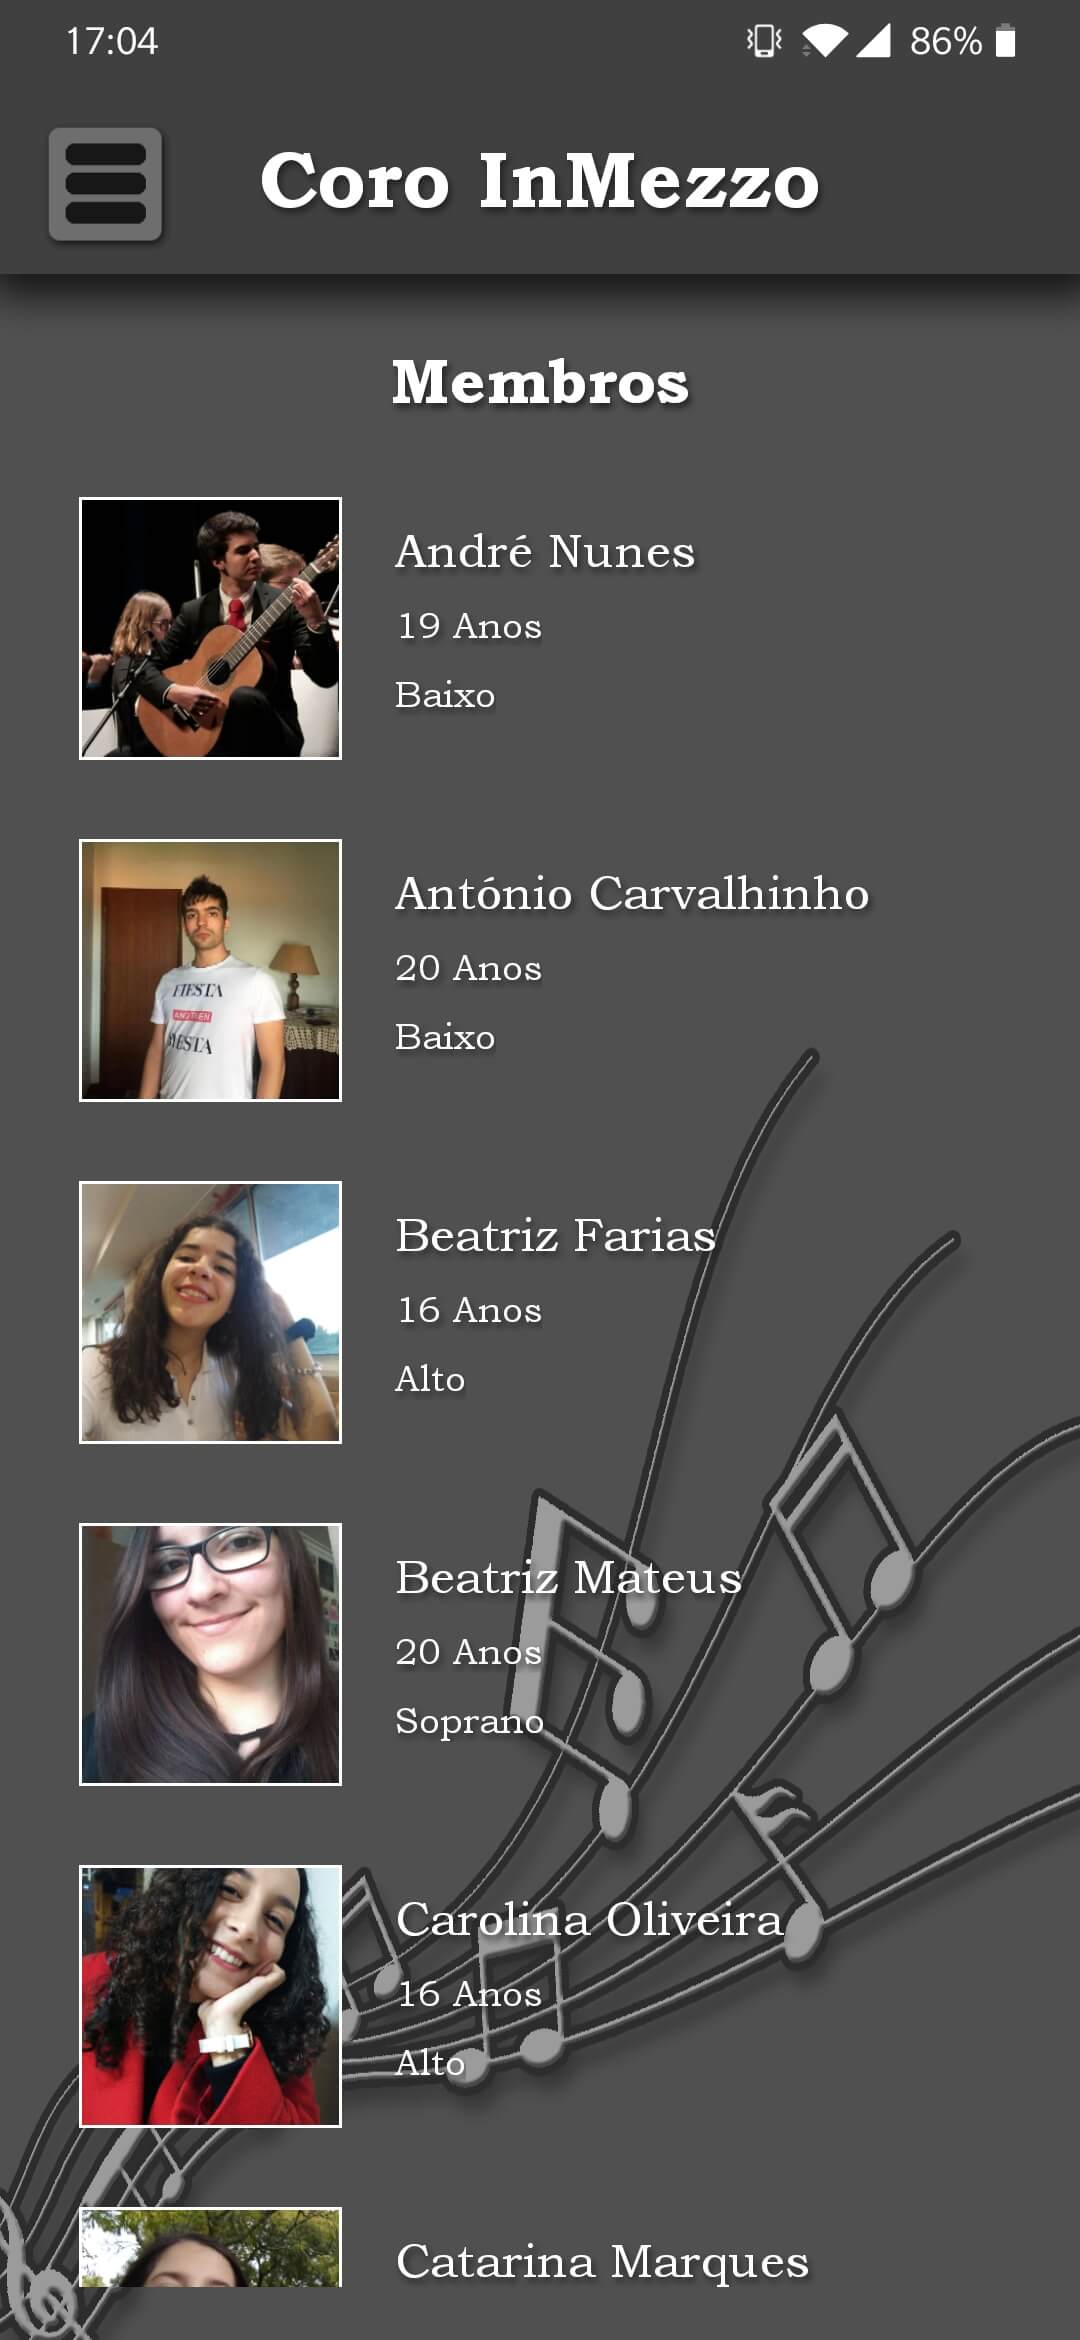 17:04
86%
Coro InMezzo
Membros
André Nunes
19 Anos
Baixo
António Carvalhinho
20 Anos
Baixo
FIESTA
Beatriz Farias
16 Anos
Alto
Beatriz Mateus
20 Anos
Soprano
Carolina Oliveira
16 Anos
Alto
Catarina Marques